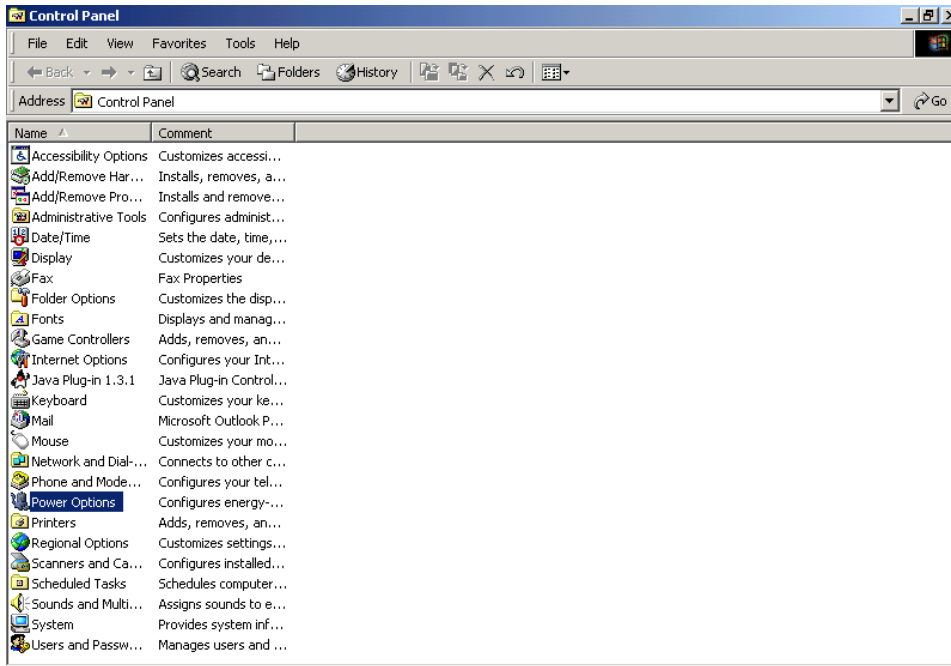 Control Panel
File Edit View Favorites Tools Help
Back Search Folders History
Address Control Panel Go
Name Comment
Accessibility Options Customizes accessi...
Add/Remove Har... Installs, removes, a...
Add/Remove Pro... Installs and remove...
Administrative Tools Configures administ...
Date/Time Sets the date, time,...
Display Customizes your de...
Fax Fax Properties
Folder Options Customizes the disp...
Fonts Displays and manag...
Game Controllers Adds, removes, an...
Internet Options Configures your Int...
Java Plug-in 1.3.1 Java Plug-in Control...
Keyboard Customizes your ke...
Mail Microsoft Outlook P...
Mouse Customizes your mo...
Network and Dial-... Connects to other c...
Phone and Mode... Configures your tel...
Power Options Configures energy-...
Printers Adds, removes, an...
Regional Options Customizes settings...
Scanners and Ca... Configures installed...
Scheduled Tasks Schedules computer...
Sounds and Multi... Assigns sounds to e...
System Provides system inf...
Users and Passw... Manages users and ...